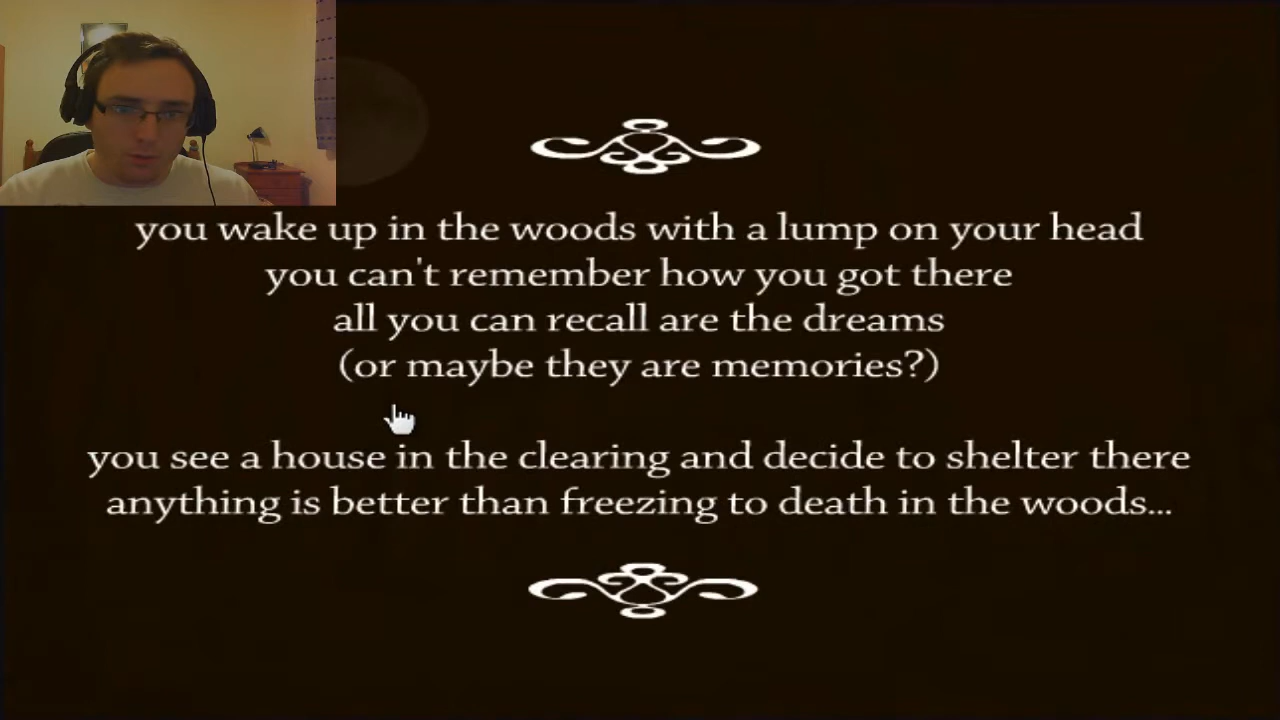 you wake up in the woods with a lump on your head
you can't remember how you got there
all you can recall are the dreams
(or maybe they are memories?)
you see a house in the clearing and decide to shelter there
anything is better than freezing to death in the woods...